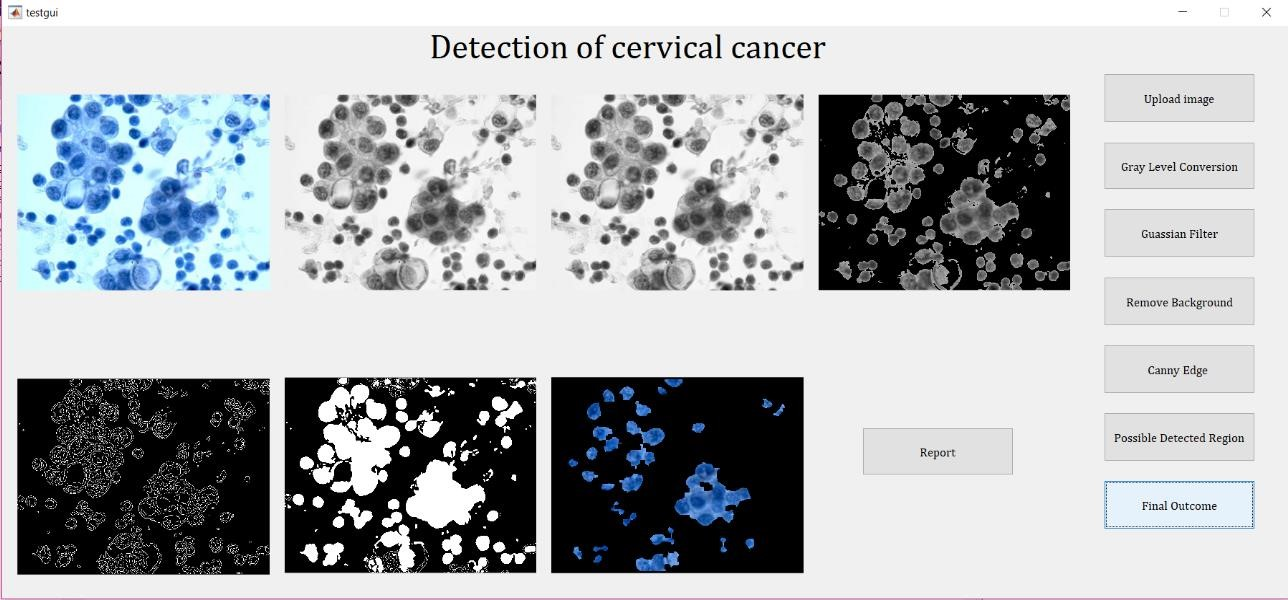 testgui
Detection of cervical cancer
Upload image
Gray Level Conversion
Guassian Filter
Remove Background
Canny Edge
Possible Detected Region
Report
Final Outcome